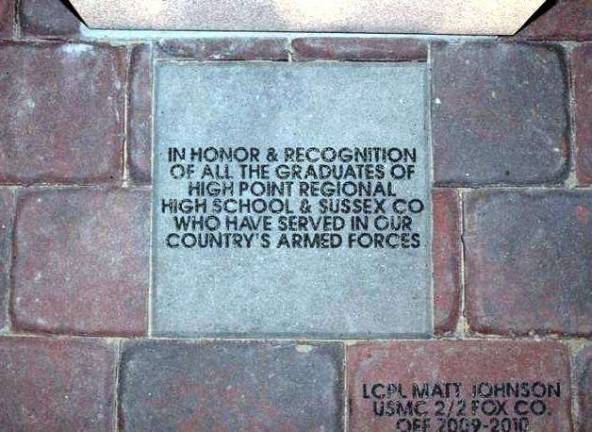 IN HONOR & RECOGNITION
OF ALL THE GRADUATES OF
HIGH POINT REGIONAL
HIGH SCHOOL & SUSSEX CO
WHO HAVE SERVED IN OUR
COUNTRY'S ARMED FORCES
LCPL MATT JOHNSON
USMC 2/2 FOX CO.
OEF 2009-2010